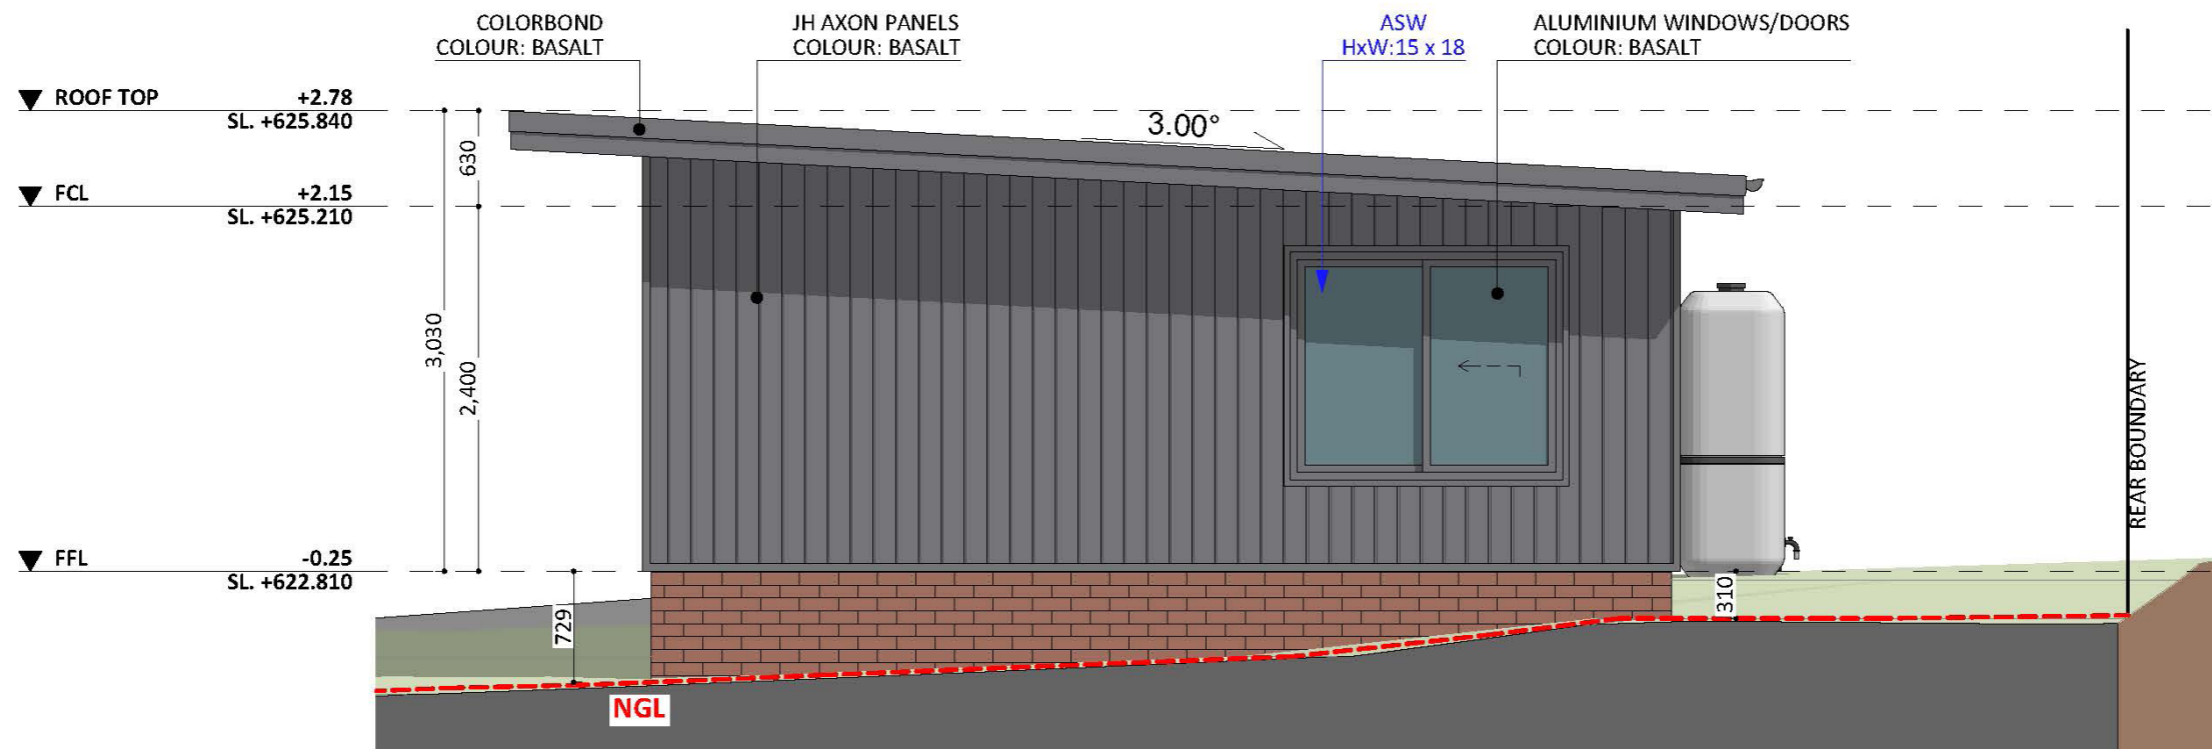 COLORBOND
COLOUR: BASALT
JH AXON PANELS
COLOUR: BASALT
ASW
HxW:15 x 18
ALUMINIUM WINDOWS/DOORS
COLOUR: BASALT
ROOF TOP +2.78
SL. +625.840
3.00°
630
FCL +2.15
SL. +625.210
3,030
2,400
REAR BOUNDARY
FFL -0.25
SL. +622.810
729
310
NGL